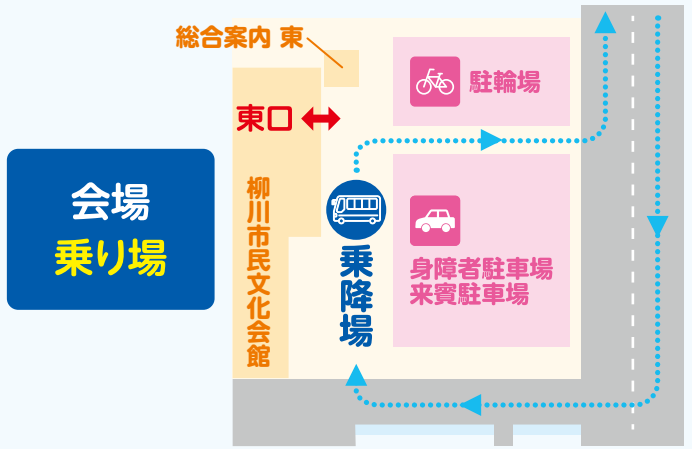 総合案内 東
駐輪場
東口
会場
乗り場
柳川市民文化会館
乗降場
身障者駐車場
来賓駐車場